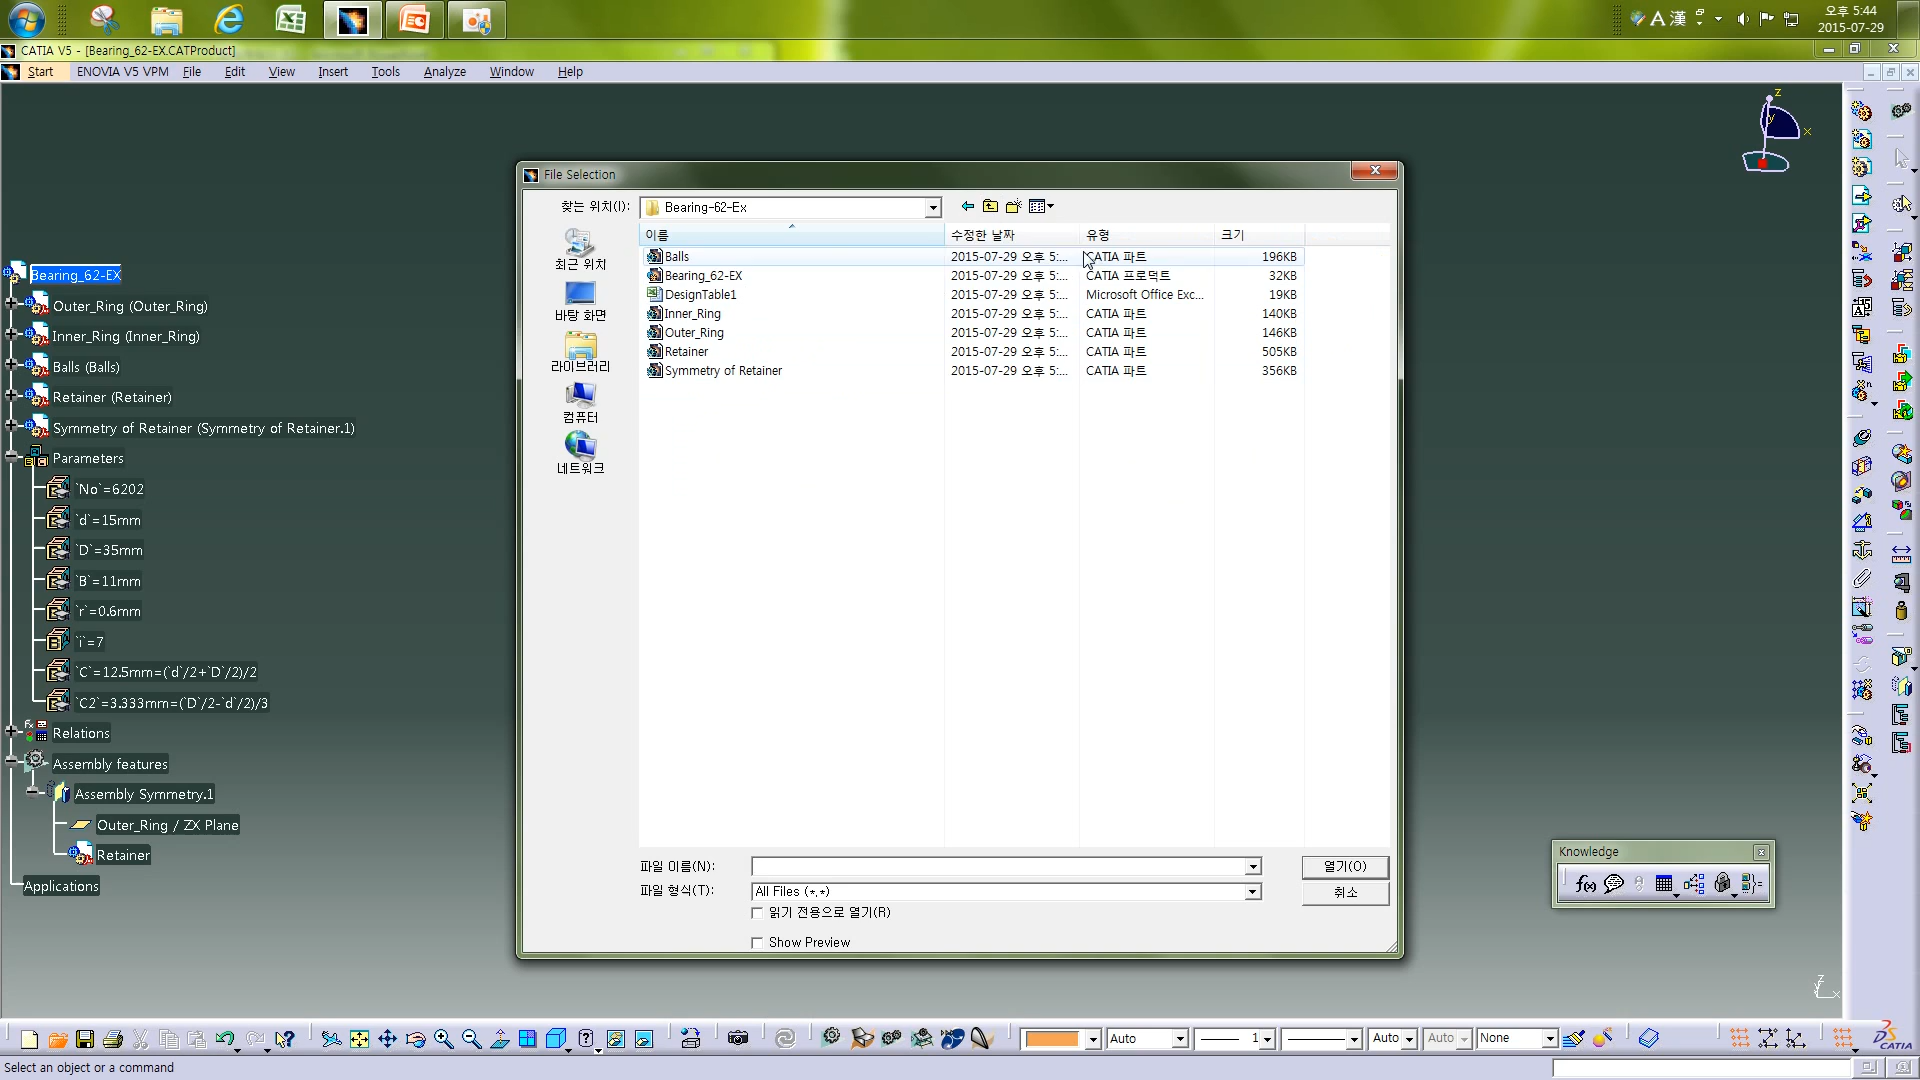 오후 5:44
2015-07-29
A 漢
CATIA V5 - [Bearing_62-EX.CATProduct]
Start ENOVIA V5 VPM File Edit View Insert Tools Analyze Window Help
z
y
x
File Selection
찾는 위치(I): Bearing-62-Ex
이름 수정한 날짜 유형 크기
Balls 2015-07-29 오후 5:... CATIA 파트 196KB
Bearing_62-EX 2015-07-29 오후 5:... CATIA 프로덕트 32KB
DesignTable1 2015-07-29 오후 5:... Microsoft Office Exc... 19KB
Inner_Ring 2015-07-29 오후 5:... CATIA 파트 140KB
Outer_Ring 2015-07-29 오후 5:... CATIA 파트 146KB
Retainer 2015-07-29 오후 5:... CATIA 파트 505KB
Symmetry of Retainer 2015-07-29 오후 5:... CATIA 파트 356KB
최근 위치
바탕 화면
라이브러리
컴퓨터
네트워크
파일 이름(N): 열기(O)
파일 형식(T): All Files (*.*) 취소
읽기 전용으로 열기(R)
Show Preview
Bearing_62-EX
Outer_Ring (Outer_Ring)
Inner_Ring (Inner_Ring)
Balls (Balls)
Retainer (Retainer)
Symmetry of Retainer (Symmetry of Retainer.1)
Parameters
`No`=6202
`d`=15mm
`D`=35mm
`B`=11mm
`r`=0.6mm
`i`=7
`C`=12.5mm=(`d`/2+`D`/2)/2
`C2`=3.333mm=(`D`/2-`d`/2)/3
Relations
Assembly features
Assembly Symmetry.1
Outer_Ring / ZX Plane
Retainer
Applications
Knowledge
f(x)
z
y
x
Auto 1 Auto Auto None
CATIA
Select an object or a command